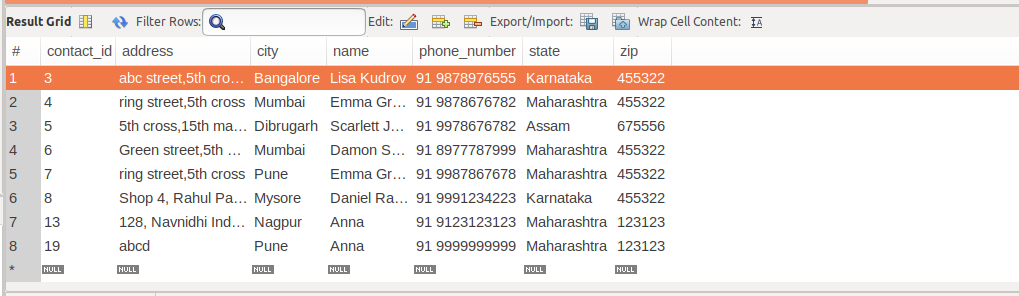 Result Grid Filter Rows: Edit: Export/Import: Wrap Cell Content: IA
# contact_id address city name phone_number state zip
1 3 abc street,5th cro... Bangalore Lisa Kudrov 91 9878976555 Karnataka 455322
2 4 ring street,5th cross Mumbai Emma Gr... 91 9878676782 Maharashtra 455322
3 5 5th cross,15th ma... Dibrugarh Scarlett J... 91 9978676782 Assam 675556
4 6 Green street,5th ... Mumbai Damon S... 91 8977787999 Maharashtra 455322
5 7 ring street,5th cross Pune Emma Gr... 91 9987867678 Maharashtra 455322
6 8 Shop 4, Rahul Pa... Mysore Daniel Ra... 91 9991234223 Karnataka 455322
7 13 128, Navnidhi Ind... Nagpur Anna 91 9123123123 Maharashtra 123123
8 19 abcd Pune Anna 91 9999999999 Maharashtra 123123
* NULL NULL NULL NULL NULL NULL NULL